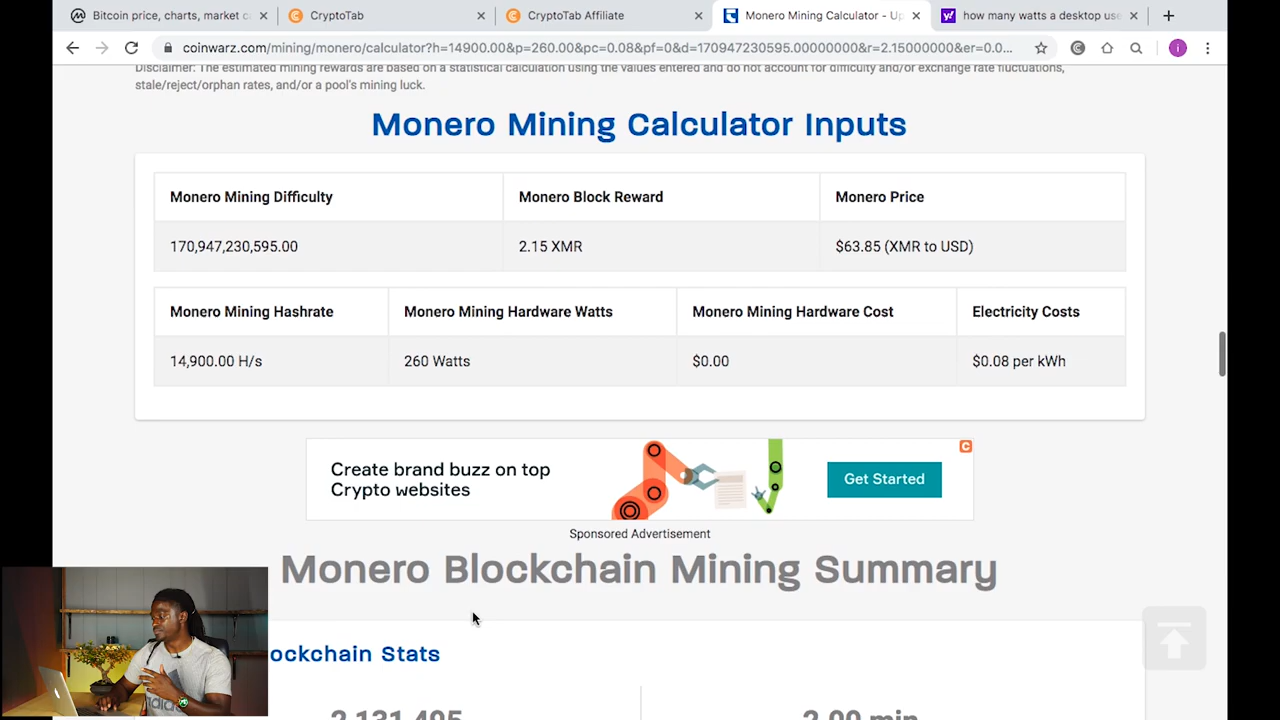 Bitcoin price, charts, market c
CryptoTab
CryptoTab Affiliate
Monero Mining Calculator - Up
how many watts a desktop use
coinwarz.com/mining/monero/calculator?h=14900.00&p=260.00&pc=0.08&pf=0&d=170947230595.00000000&r=2.15000000&er=0.0...
Disclaimer: The estimated mining rewards are based on a statistical calculation using the values entered and do not account for difficulty and/or exchange rate fluctuations,
stale/reject/orphan rates, and/or a pool's mining luck.
Monero Mining Calculator Inputs
Monero Mining Difficulty
Monero Block Reward
Monero Price
170,947,230,595.00
2.15 XMR
$63.85 (XMR to USD)
Monero Mining Hashrate
Monero Mining Hardware Watts
Monero Mining Hardware Cost
Electricity Costs
14,900.00 H/s
260 Watts
$0.00
$0.08 per kWh
Create brand buzz on top
Crypto websites
Get Started
Sponsored Advertisement
Monero Blockchain Mining Summary
ockchain Stats
2,131,495
2.00 min